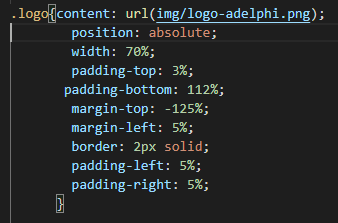 .logo{content: url(img/logo-adelphi.png);
position: absolute;
width: 70%;
padding-top: 3%;
padding-bottom: 112%;
margin-top: -125%;
margin-left: 5%;
border: 2px solid;
padding-left: 5%;
padding-right: 5%;
}